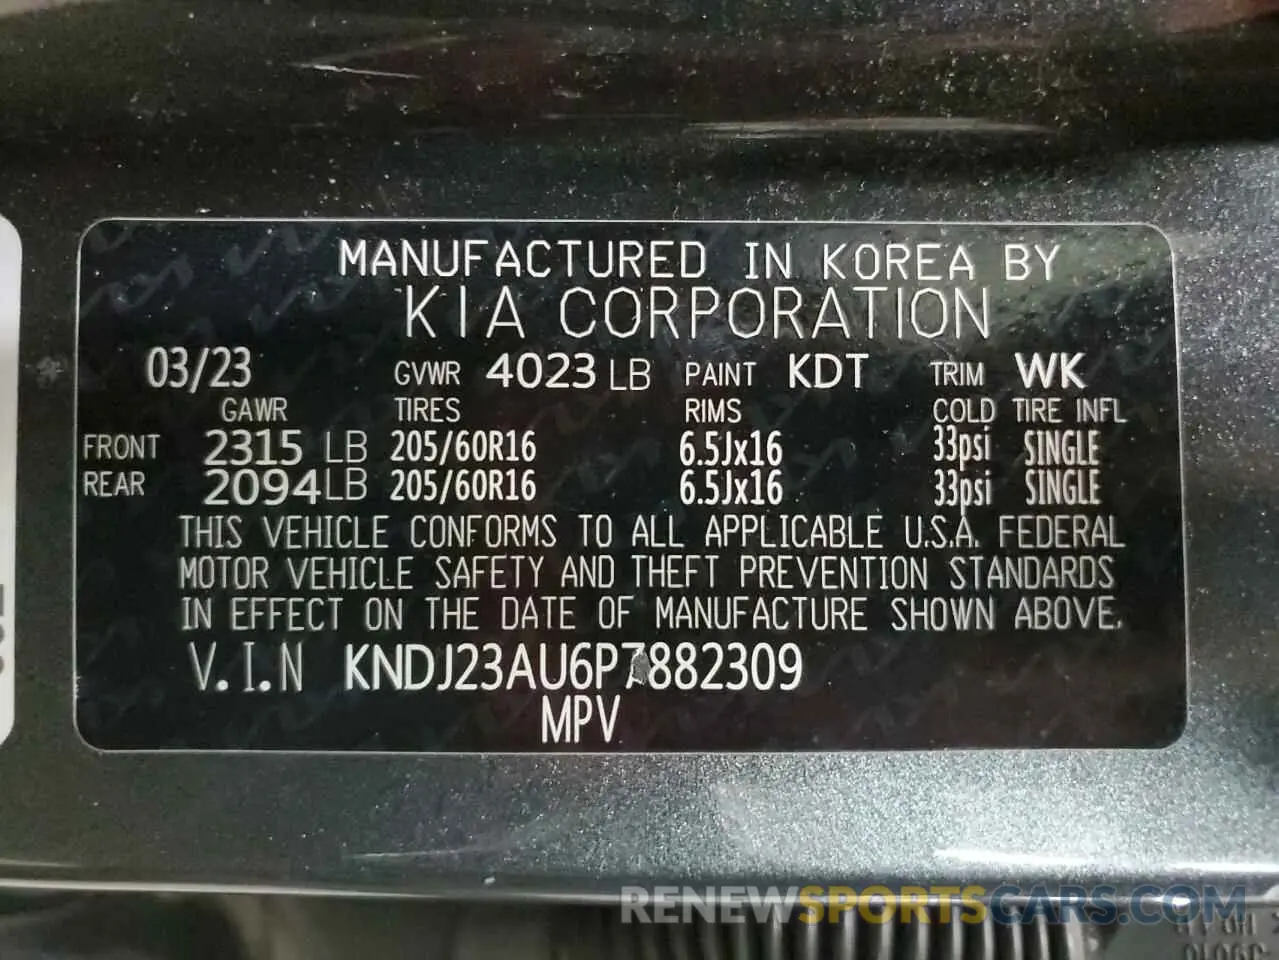 MANUFACTURED IN KOREA BY
KIA CORPORATION
03/23 GVWR 4023 LB PAINT KDT TRIM WK
GAWR TIRES RIMS COLD TIRE INFL
FRONT 2315 LB 205/60R16 6.5Jx16 33psi SINGLE
REAR 2094 LB 205/60R16 6.5Jx16 33psi SINGLE
THIS VEHICLE CONFORMS TO ALL APPLICABLE U.S.A. FEDERAL
MOTOR VEHICLE SAFETY AND THEFT PREVENTION STANDARDS
IN EFFECT ON THE DATE OF MANUFACTURE SHOWN ABOVE.
V.I.N KNDJ23AU6P7882309
MPV
RENEWSPORTSCARS.COM